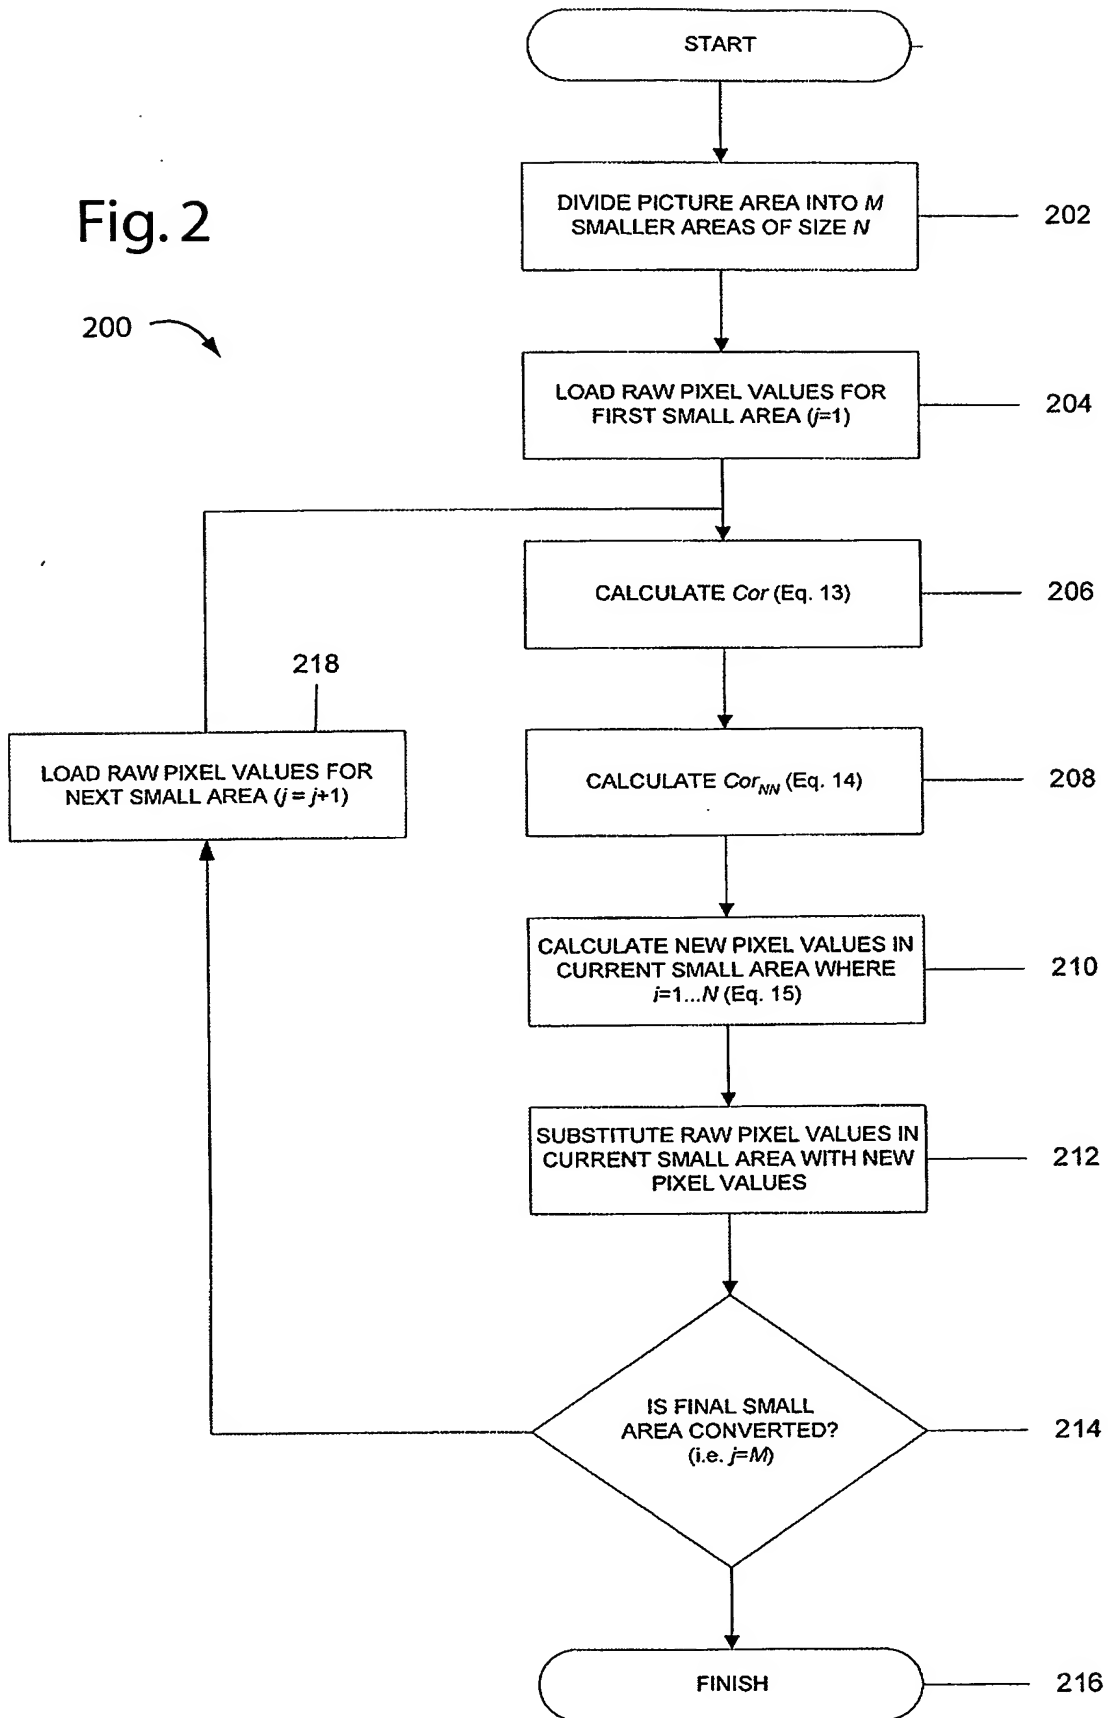 START
Fig. 2
DIVIDE PICTURE AREA INTO M
SMALLER AREAS OF SIZE N
202
200
LOAD RAW PIXEL VALUES FOR
FIRST SMALL AREA (j=1)
204
CALCULATE Cor (Eq. 13)
206
218
LOAD RAW PIXEL VALUES FOR
NEXT SMALL AREA (j = j+1)
CALCULATE CorNN (Eq. 14)
208
CALCULATE NEW PIXEL VALUES IN
CURRENT SMALL AREA WHERE
i=1...N (Eq. 15)
210
SUBSTITUTE RAW PIXEL VALUES IN
CURRENT SMALL AREA WITH NEW
PIXEL VALUES
212
IS FINAL SMALL
AREA CONVERTED?
(i.e. j=M)
214
FINISH
216